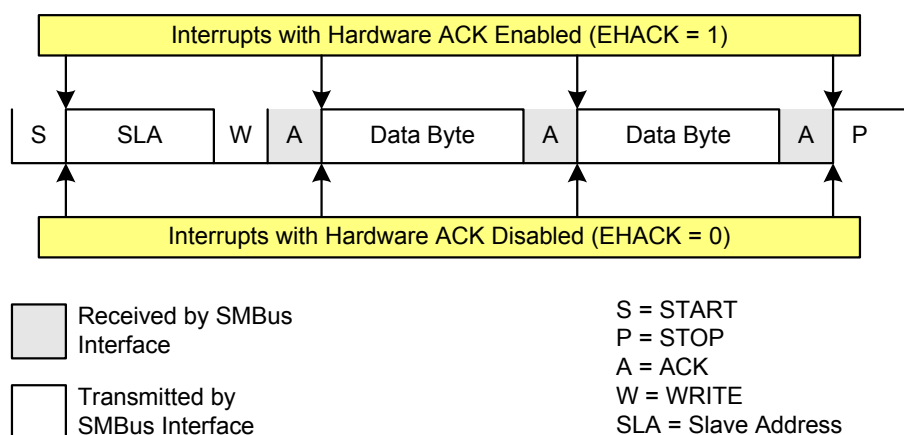 Interrupts with Hardware ACK Enabled (EHACK = 1)
S SLA W A Data Byte A Data Byte A P
Interrupts with Hardware ACK Disabled (EHACK = 0)
Received by SMBus
Interface
Transmitted by
SMBus Interface
S = START
P = STOP
A = ACK
W = WRITE
SLA = Slave Address